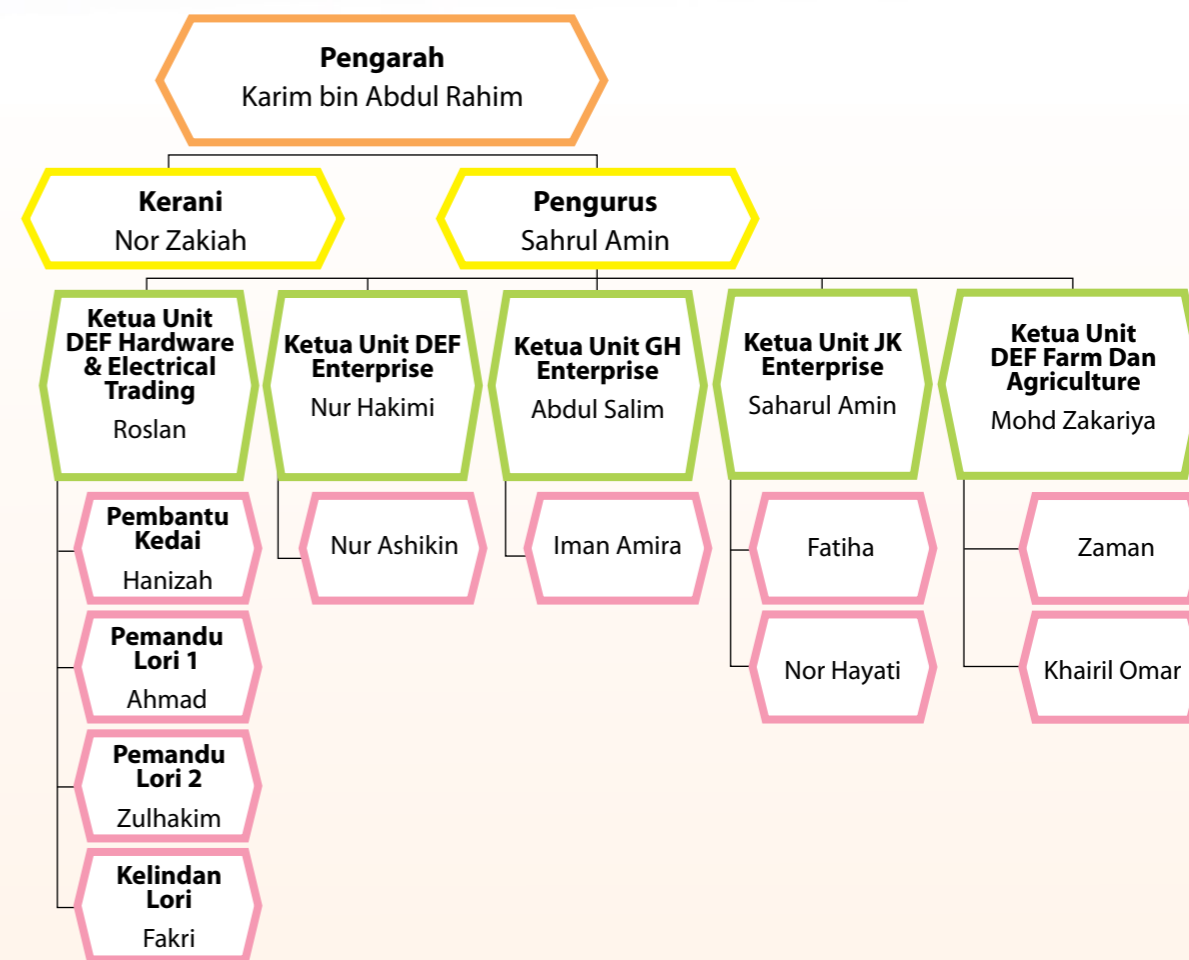 Pengarah
Karim bin Abdul Rahim
Kerani
Nor Zakiah
Pengurus
Sahrul Amin
Ketua Unit
DEF Hardware
& Electrical
Trading
Roslan
Ketua Unit DEF
Enterprise
Nur Hakimi
Ketua Unit GH
Enterprise
Abdul Salim
Ketua Unit JK
Enterprise
Saharul Amin
Ketua Unit
DEF Farm Dan
Agriculture
Mohd Zakariya
Pembantu
Kedai
Hanizah
Pemandu
Lori 1
Ahmad
Pemandu
Lori 2
Zulhakim
Kelindan
Lori
Fakri
Nur Ashikin
Iman Amira
Fatiha
Nor Hayati
Zaman
Khairil Omar